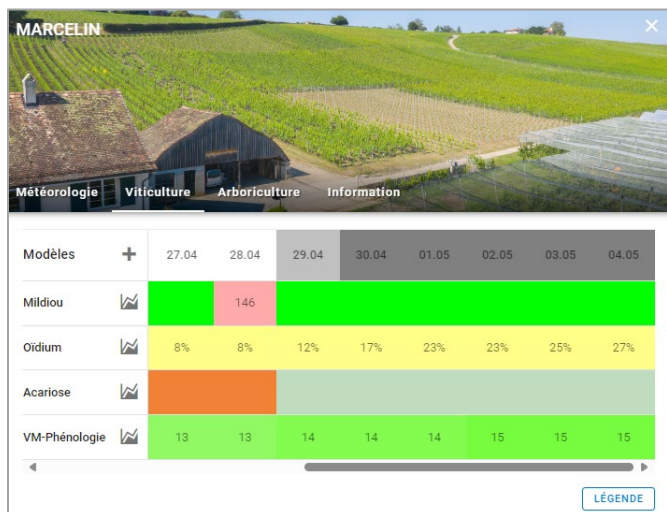 MARCELIN
Météorologie Viticulture Arboriculture Information
Modèles 27.04 28.04 29.04 30.04 01.05 02.05 03.05 04.05
Mildiou 146
Oïdium 8% 8% 12% 17% 23% 23% 25% 27%
Acariose
VM-Phénologie 13 13 14 14 14 15 15 15
LÉGENDE